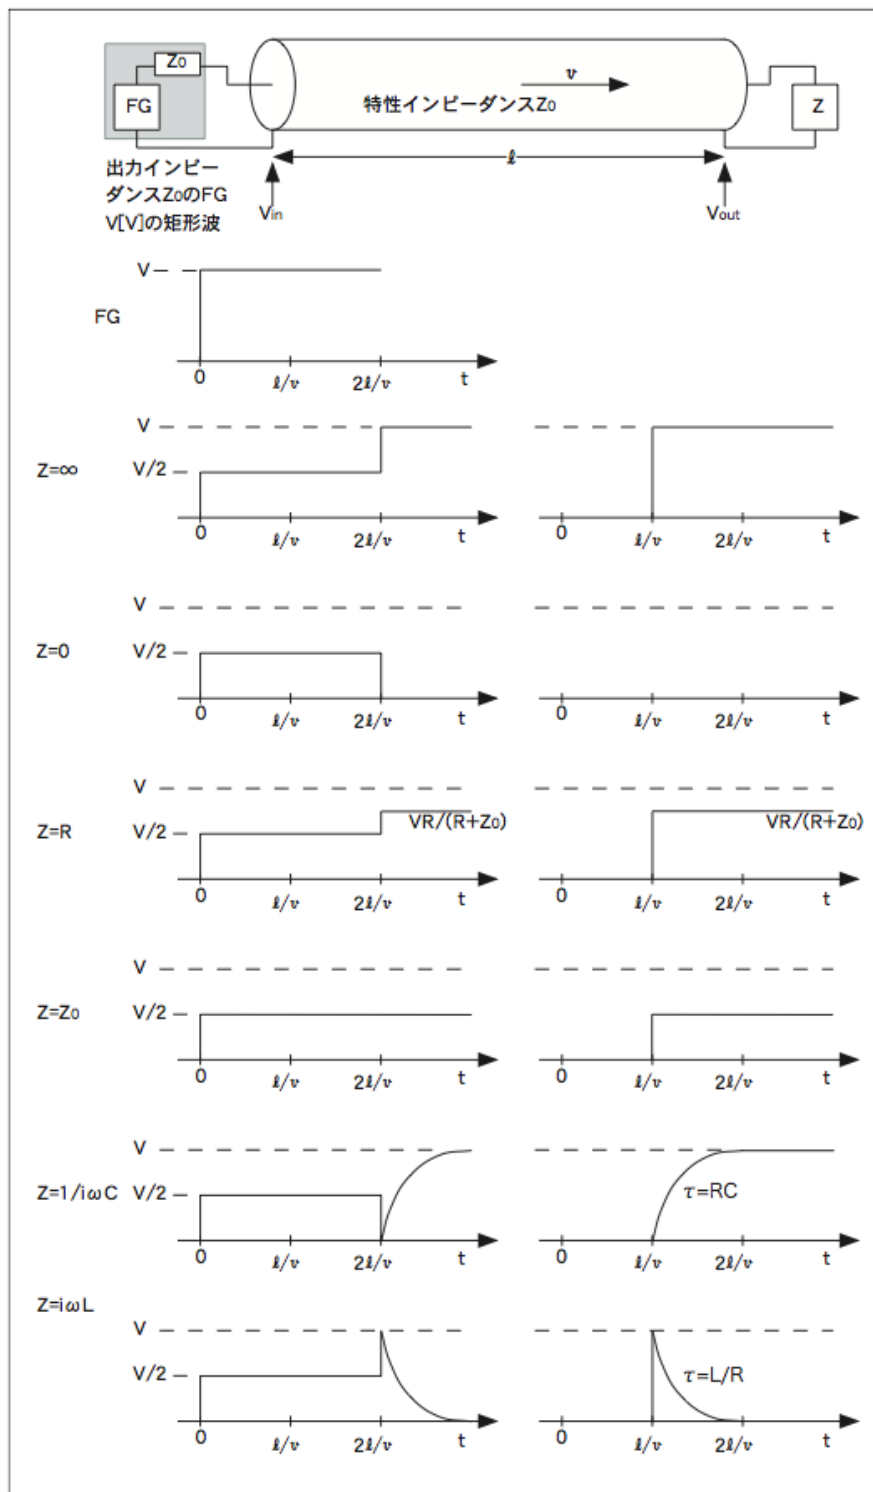 Z0
FG
v
特性インピーダンスZ0
Z
ℓ
出力インピー
ダンスZ0のFG
V[V]の矩形波
Vin
Vout
V
FG
0 ℓ/v 2ℓ/v t
V
Z=∞ V/2
0 ℓ/v 2ℓ/v t 0 ℓ/v 2ℓ/v t
V
Z=0 V/2
0 ℓ/v 2ℓ/v t 0 ℓ/v 2ℓ/v t
V
Z=R V/2 VR/(R+Z0) VR/(R+Z0)
0 ℓ/v 2ℓ/v t 0 ℓ/v 2ℓ/v t
V
Z=Z0 V/2
0 ℓ/v 2ℓ/v t 0 ℓ/v 2ℓ/v t
V
Z=1/iωC V/2 τ=RC
0 ℓ/v 2ℓ/v t 0 ℓ/v 2ℓ/v t
Z=iωL
V
V/2 τ=L/R
0 ℓ/v 2ℓ/v t 0 ℓ/v 2ℓ/v t